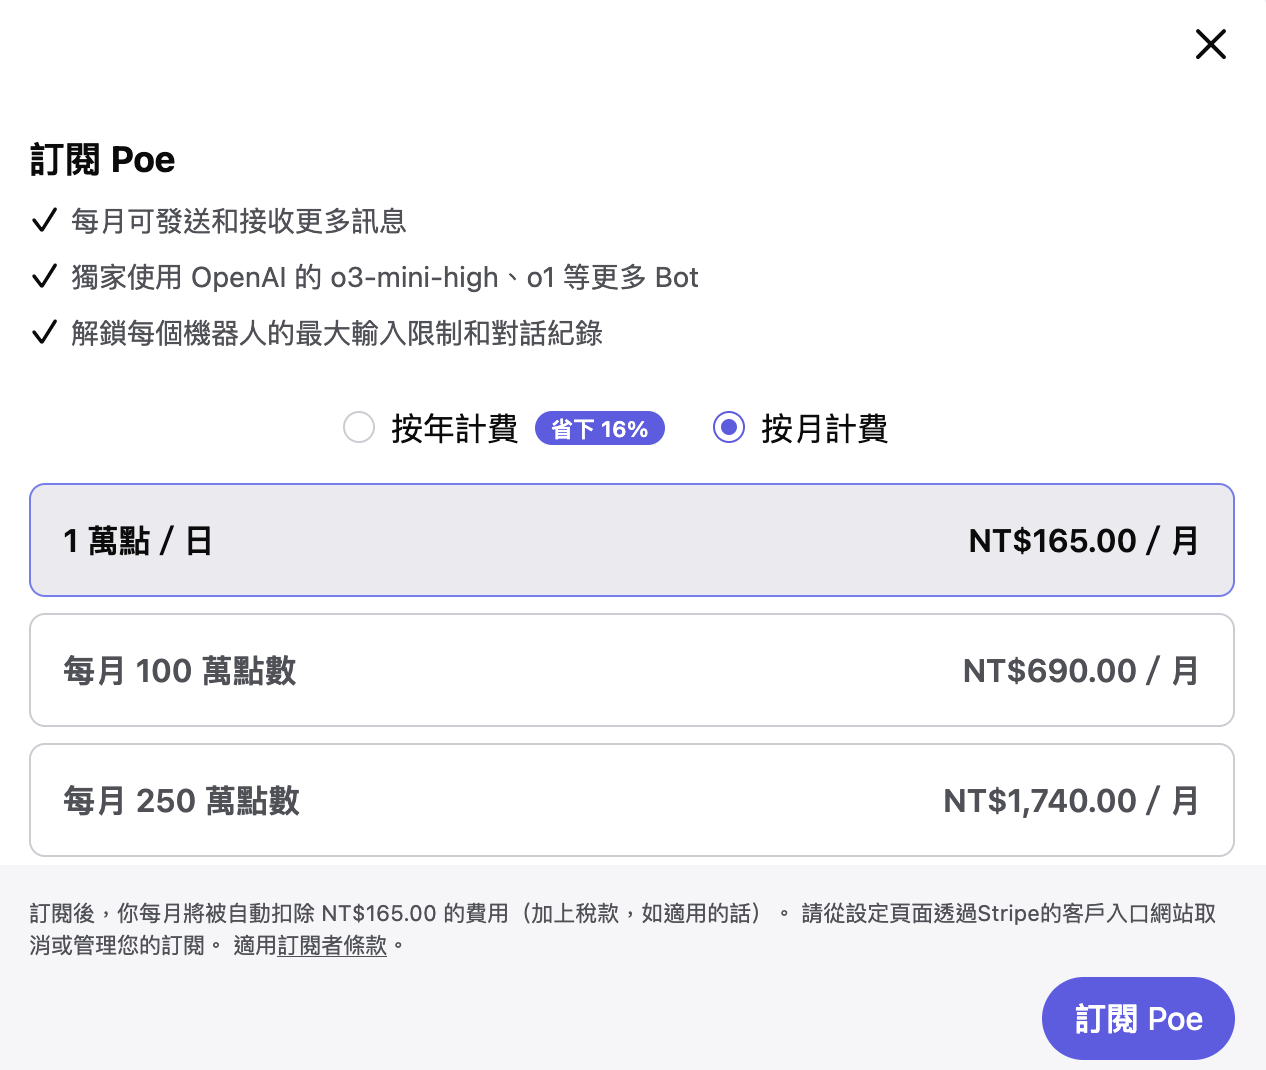 訂閱 Poe
每月可發送和接收更多訊息
獨家使用 OpenAI 的 o3-mini-high、o1 等更多 Bot
解鎖每個機器人的最大輸入限制和對話紀錄
按年計費 省下 16% 按月計費
1 萬點 / 日 NT$165.00 / 月
每月 100 萬點數 NT$690.00 / 月
每月 250 萬點數 NT$1,740.00 / 月
訂閱後，你每月將被自動扣除 NT$165.00 的費用（加上稅款，如適用的話）。 請從設定頁面透過Stripe的客戶入口網站取
消或管理您的訂閱。 適用訂閱者條款。
訂閱 Poe